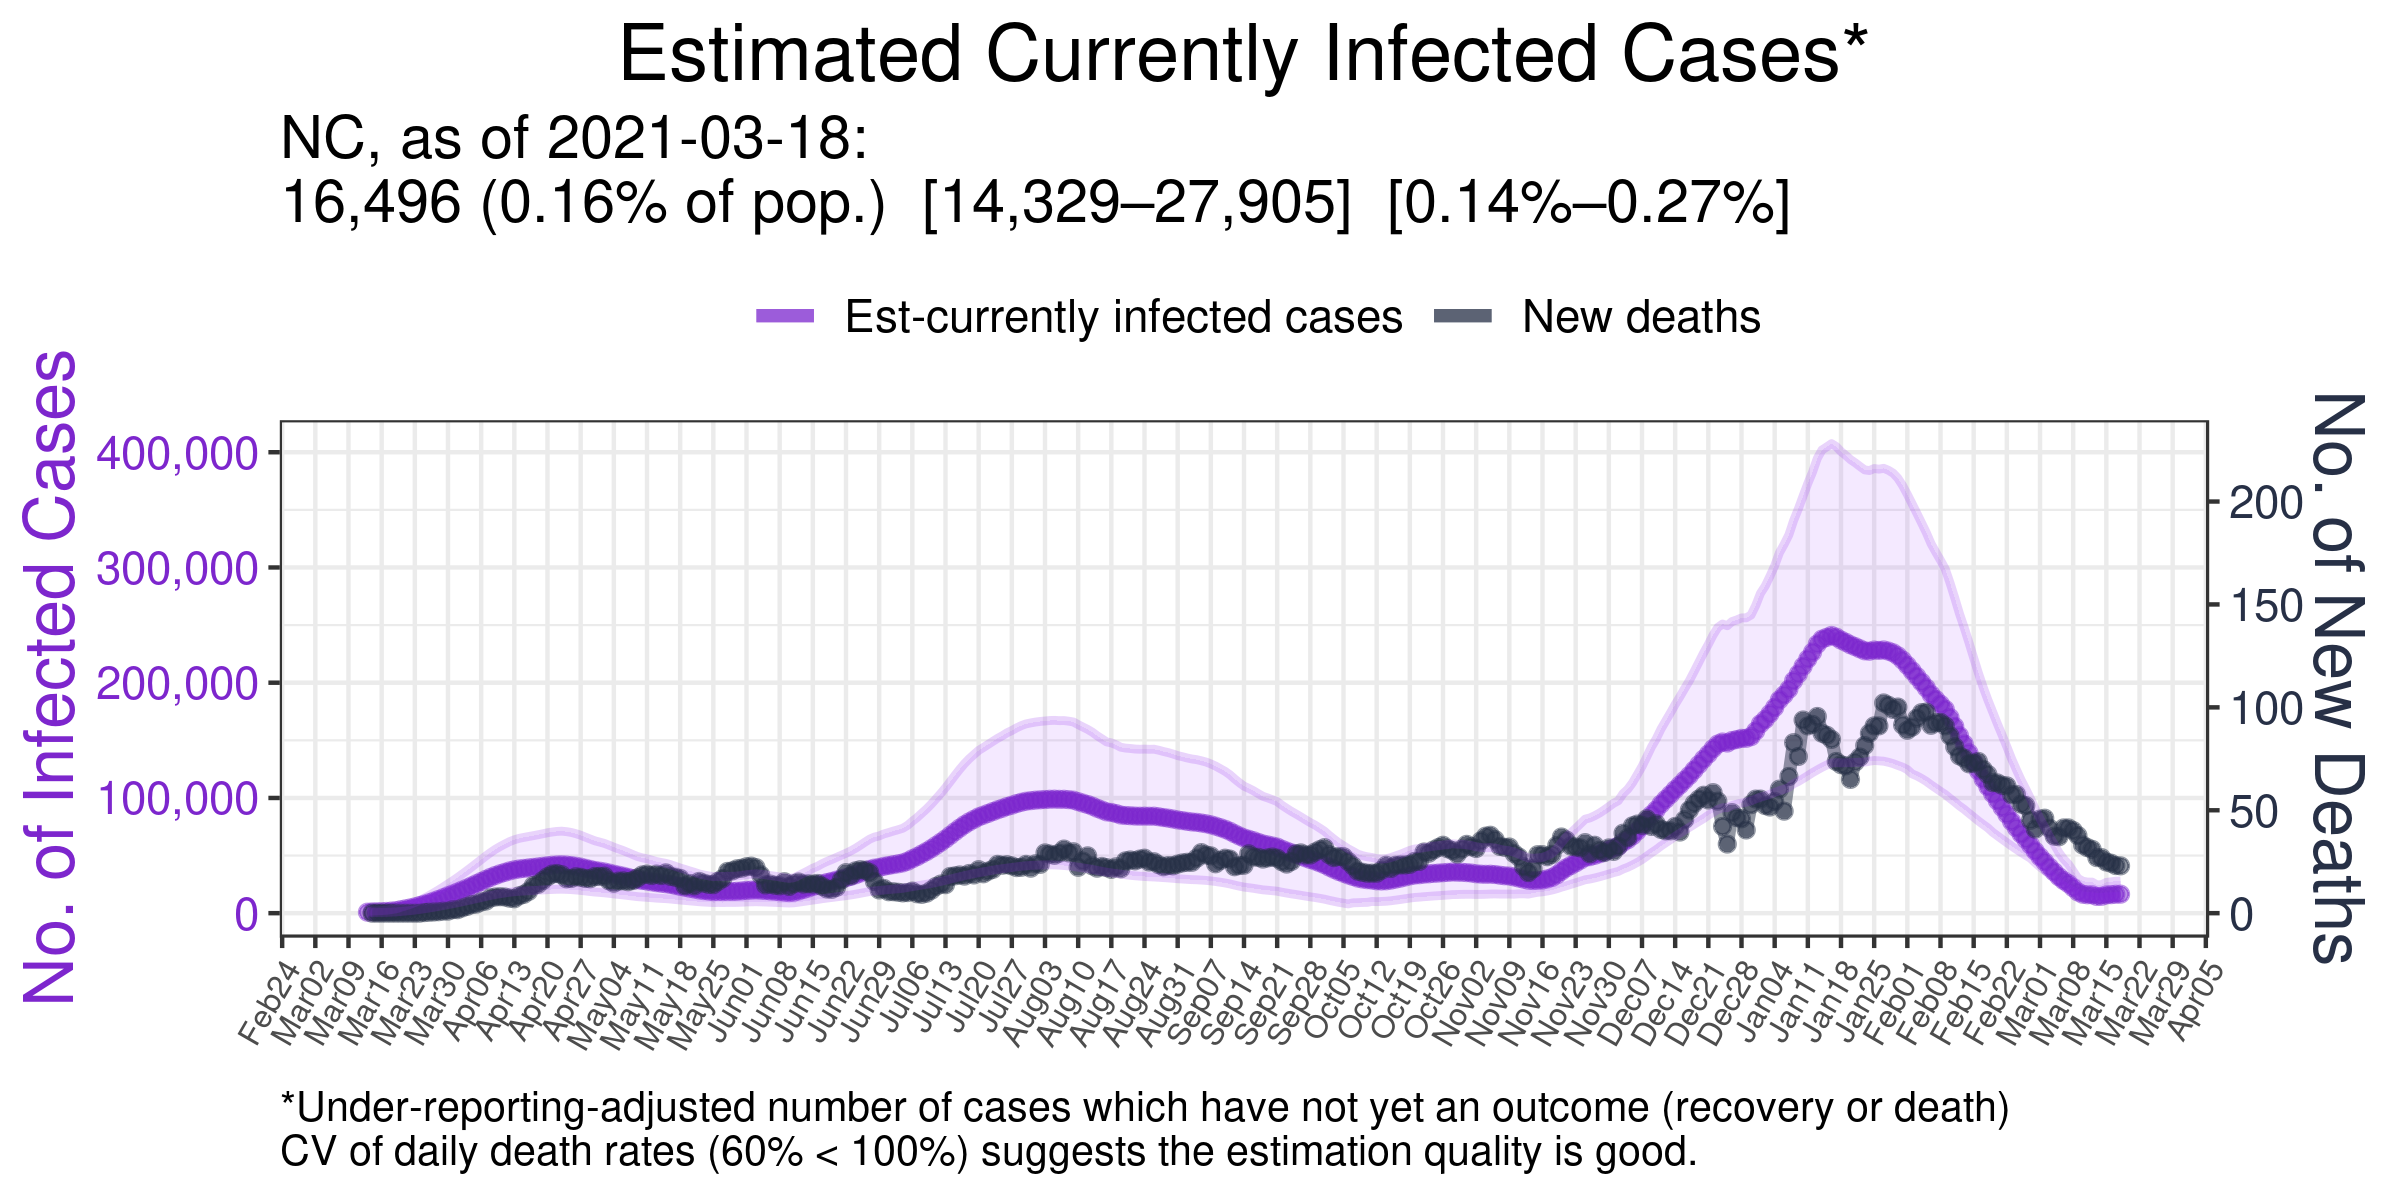 Estimated Currently Infected Cases*
NC, as of 2021-03-18:
16,496 (0.16% of pop.)  [14,329–27,905]  [0.14%–0.27%]
Est-currently infected cases
New deaths
No. of Infected Cases
400,000
300,000
200,000
100,000
0
200
150
100
50
0
No. of New Deaths
Feb24
Mar02
Mar09
Mar16
Mar23
Mar30
Apr06
Apr13
Apr20
Apr27
May04
May11
May18
May25
Jun01
Jun08
Jun15
Jun22
Jun29
Jul06
Jul13
Jul20
Jul27
Aug03
Aug10
Aug17
Aug24
Aug31
Sep07
Sep14
Sep21
Sep28
Oct05
Oct12
Oct19
Oct26
Nov02
Nov09
Nov16
Nov23
Nov30
Dec07
Dec14
Dec21
Dec28
Jan04
Jan11
Jan18
Jan25
Feb01
Feb08
Feb15
Feb22
Mar01
Mar08
Mar15
Mar22
Mar29
Apr05
*Under-reporting-adjusted number of cases which have not yet an outcome (recovery or death)
CV of daily death rates (60% < 100%) suggests the estimation quality is good.